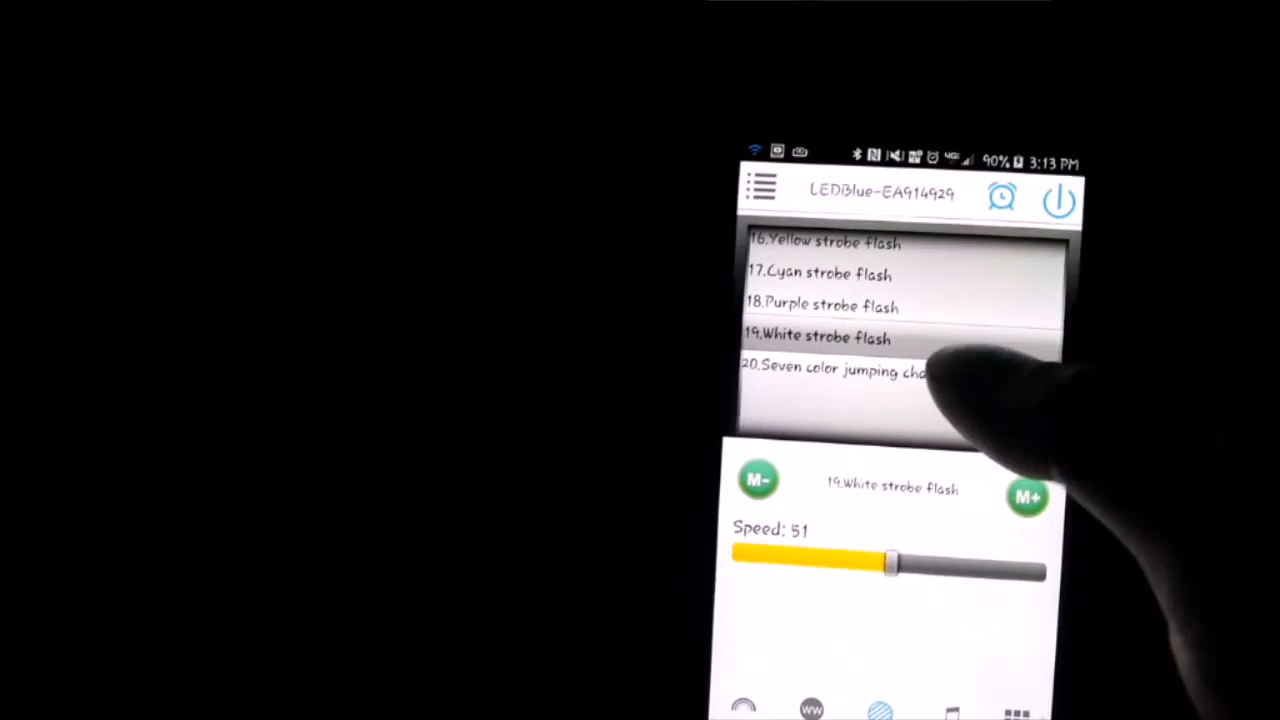 90% 3:13 PM
LEDBlue-EA914929
16.Yellow strobe flash
17.Cyan strobe flash
18.Purple strobe flash
19.White strobe flash
20.Seven color jumping cha
M- 19.White strobe flash M+
Speed: 51
WW